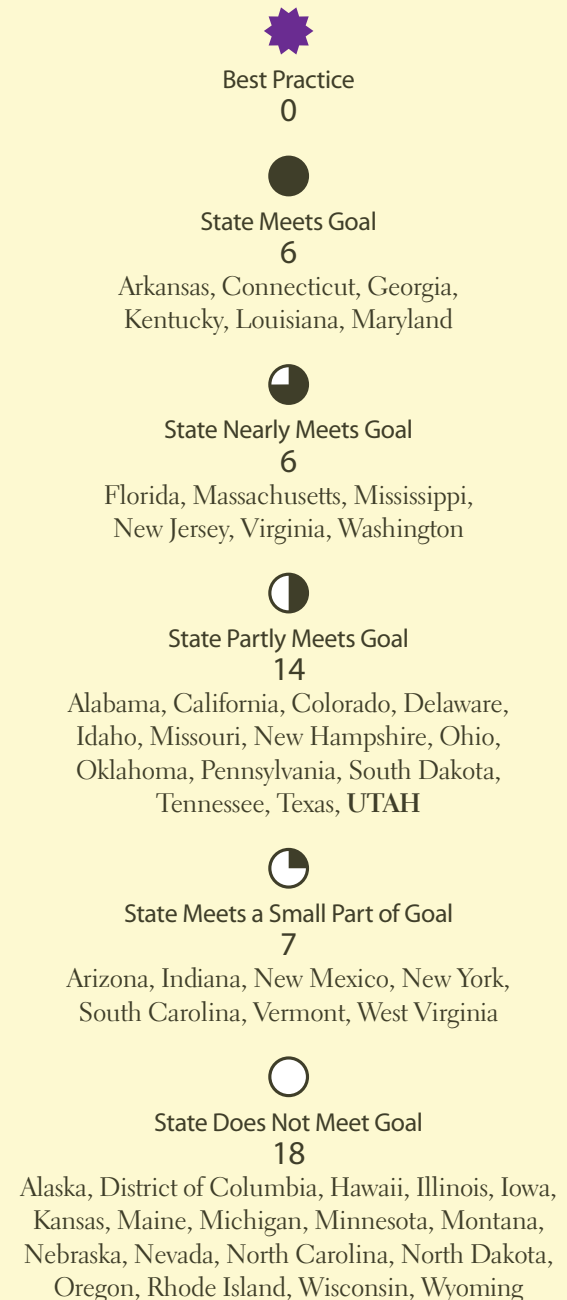 Best Practice
0
State Meets Goal
6
Arkansas, Connecticut, Georgia,
Kentucky, Louisiana, Maryland
State Nearly Meets Goal
6
Florida, Massachusetts, Mississippi,
New Jersey, Virginia, Washington
State Partly Meets Goal
14
Alabama, California, Colorado, Delaware,
Idaho, Missouri, New Hampshire, Ohio,
Oklahoma, Pennsylvania, South Dakota,
Tennessee, Texas, UTAH
State Meets a Small Part of Goal
7
Arizona, Indiana, New Mexico, New York,
South Carolina, Vermont, West Virginia
State Does Not Meet Goal
18
Alaska, District of Columbia, Hawaii, Illinois, Iowa,
Kansas, Maine, Michigan, Minnesota, Montana,
Nebraska, Nevada, North Carolina, North Dakota,
Oregon, Rhode Island, Wisconsin, Wyoming